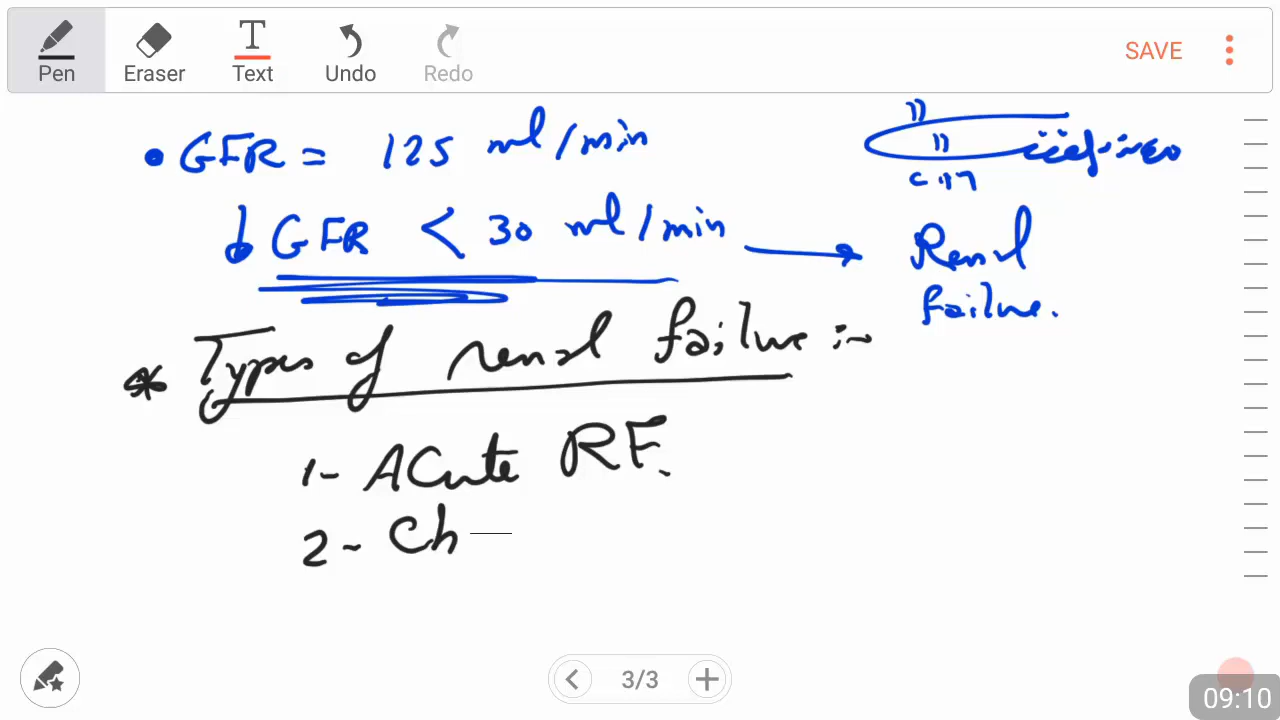 Pen Eraser Text Undo Redo SAVE
• GFR = 125 ml/min
↓ GFR < 30 ml/min → Renal failure.
* Types of renal failure :~
1- Acute RF.
2- Ch
3/3
09:10